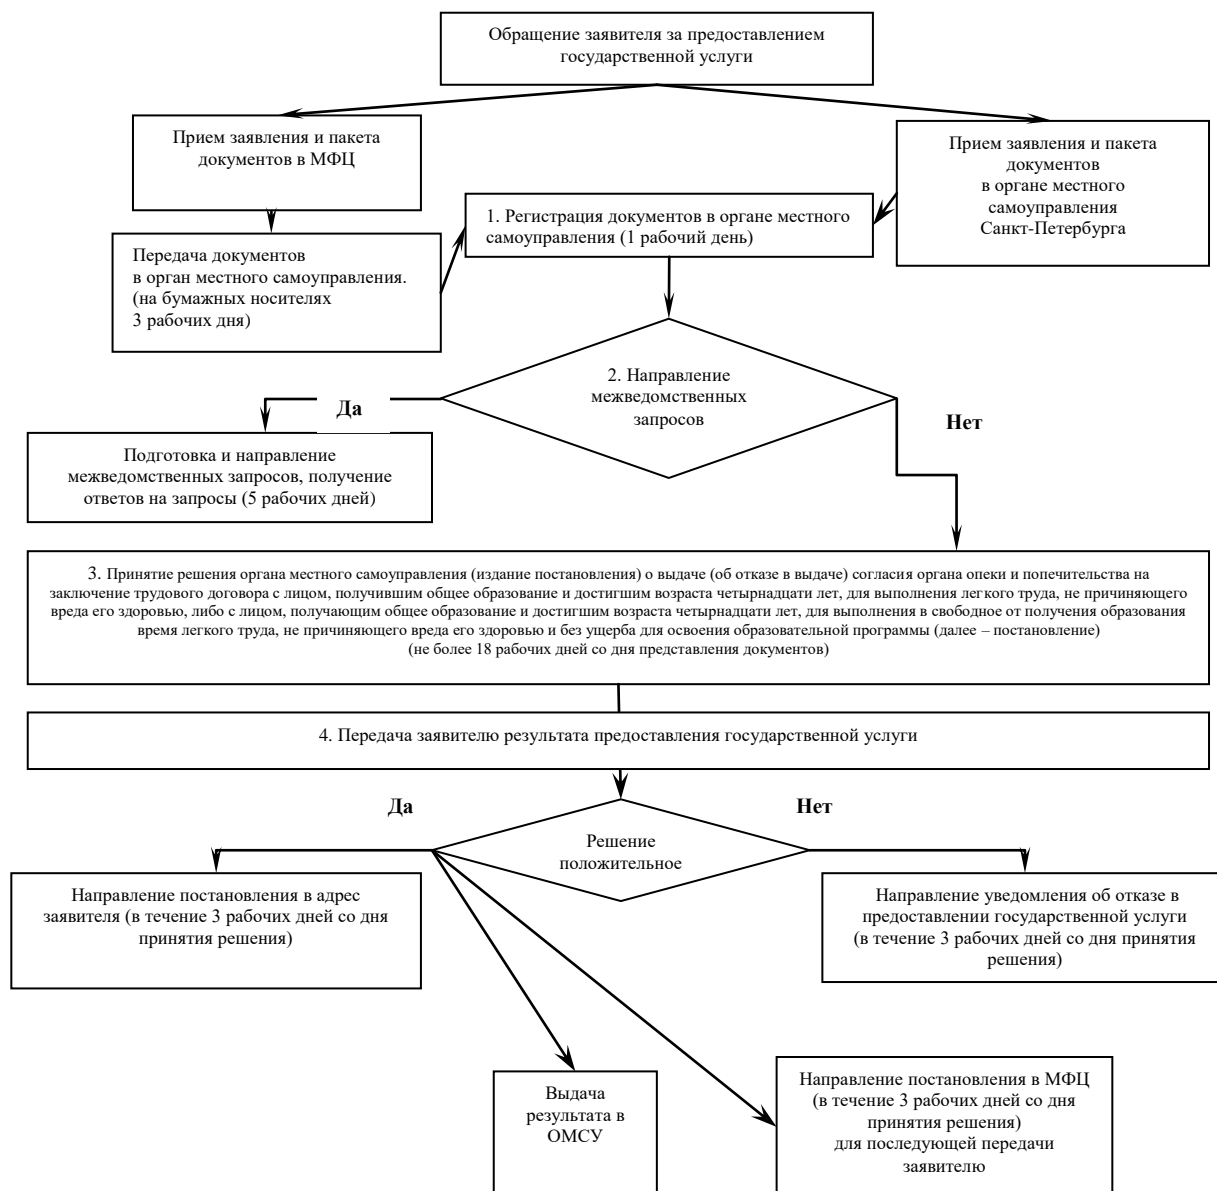 Обращение заявителя за предоставлением
государственной услуги
Прием заявления и пакета
документов в МФЦ
Прием заявления и пакета
документов
в органе местного
самоуправления
Санкт-Петербурга
1. Регистрация документов в органе местного
самоуправления (1 рабочий день)
Передача документов
в орган местного самоуправления.
(на бумажных носителях
3 рабочих дня)
2. Направление
межведомственных
запросов
Да
Нет
Подготовка и направление
межведомственных запросов, получение
ответов на запросы (5 рабочих дней)
3. Принятие решения органа местного самоуправления (издание постановления) о выдаче (об отказе в выдаче) согласия органа опеки и попечительства на
заключение трудового договора с лицом, получившим общее образование и достигшим возраста четырнадцати лет, для выполнения легкого труда, не причиняющего
вреда его здоровью, либо с лицом, получающим общее образование и достигшим возраста четырнадцати лет, для выполнения в свободное от получения образования
время легкого труда, не причиняющего вреда его здоровью и без ущерба для освоения образовательной программы (далее – постановление)
(не более 18 рабочих дней со дня представления документов)
4. Передача заявителю результата предоставления государственной услуги
Да
Нет
Решение
положительное
Направление постановления в адрес
заявителя (в течение 3 рабочих дней со дня
принятия решения)
Направление уведомления об отказе в
предоставлении государственной услуги
(в течение 3 рабочих дней со дня принятия
решения)
Выдача
результата в
ОМСУ
Направление постановления в МФЦ
(в течение 3 рабочих дней со дня
принятия решения)
для последующей передачи
заявителю